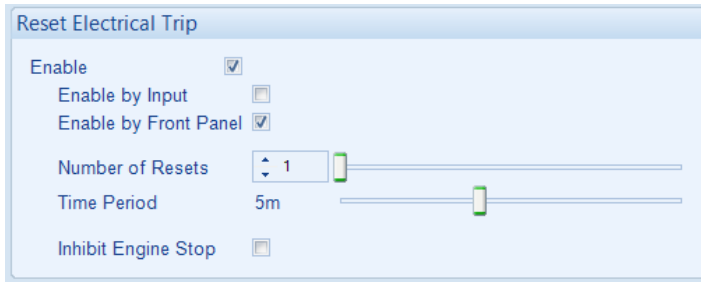 Reset Electrical Trip
Enable
Enable by Input
Enable by Front Panel
Number of Resets 1
Time Period 5m
Inhibit Engine Stop